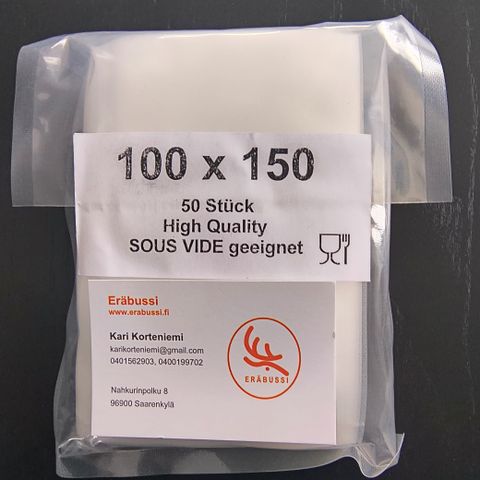 100 x 150
50 Stück
High Quality
SOUS VIDE geeignet
Eräbussi
www.erabussi.fi
Kari Korteniemi
karikorteniemi@gmail.com
0401562903, 0400199702
ERÄBUSSI
Nahkurinpolku 8
96900 Saarenkylä